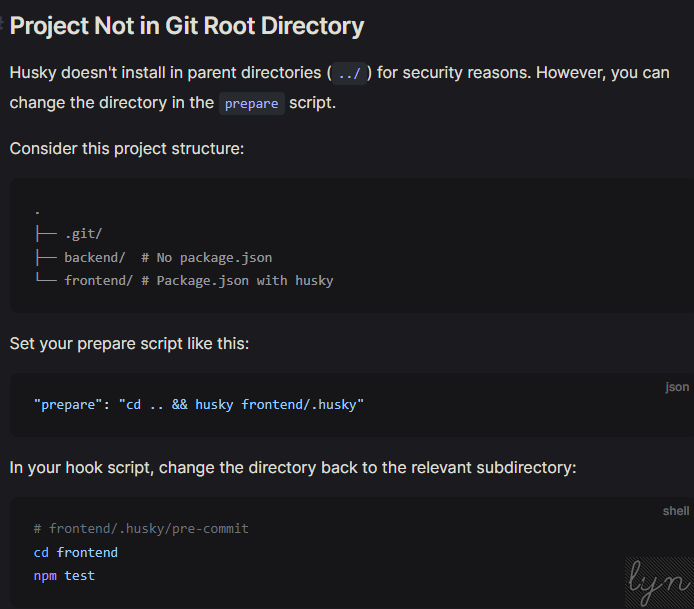 Project Not in Git Root Directory
Husky doesn't install in parent directories ( ../ ) for security reasons. However, you can
change the directory in the prepare script.
Consider this project structure:
.
├── .git/
├── backend/  # No package.json
└── frontend/ # Package.json with husky
Set your prepare script like this:
json
"prepare": "cd .. && husky frontend/.husky"
In your hook script, change the directory back to the relevant subdirectory:
shell
# frontend/.husky/pre-commit
cd frontend
npm test
lyn